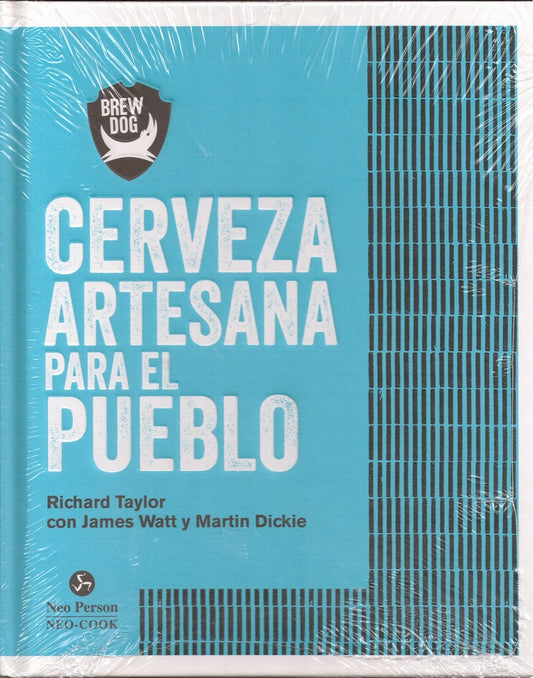 BREW
DOG
CERVEZA
ARTESANA
PARA EL
PUEBLO
Richard Taylor
con James Watt y Martin Dickie
Neo Person
NEO-COOK